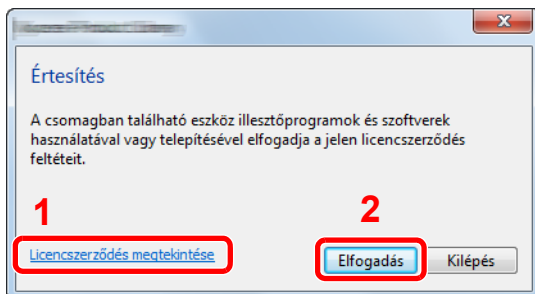 Értesítés
A csomagban található eszköz illesztőprogramok és szoftverek
használatával vagy telepítésével elfogadja a jelen licencszerződés
feltéteit.
1
2
Licencszerződés megtekintése
Elfogadás
Kilépés